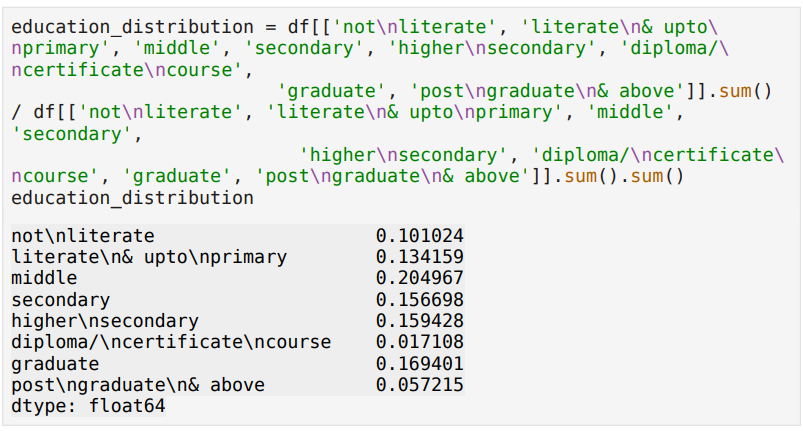 education_distribution = df[['not\nliterate', 'literate\n& upto\
nprimary', 'middle', 'secondary', 'higher\nsecondary', 'diploma/\
ncertificate\ncourse',
                         'graduate', 'post\ngraduate\n& above']].sum()
/ df[['not\nliterate', 'literate\n& upto\nprimary', 'middle',
'secondary',
                           'higher\nsecondary', 'diploma/\ncertificate\
ncourse', 'graduate', 'post\ngraduate\n& above']].sum().sum()
education_distribution
not\nliterate                    0.101024
literate\n& upto\nprimary        0.134159
middle                           0.204967
secondary                        0.156698
higher\nsecondary                0.159428
diploma/\ncertificate\ncourse    0.017108
graduate                         0.169401
post\ngraduate\n& above          0.057215
dtype: float64